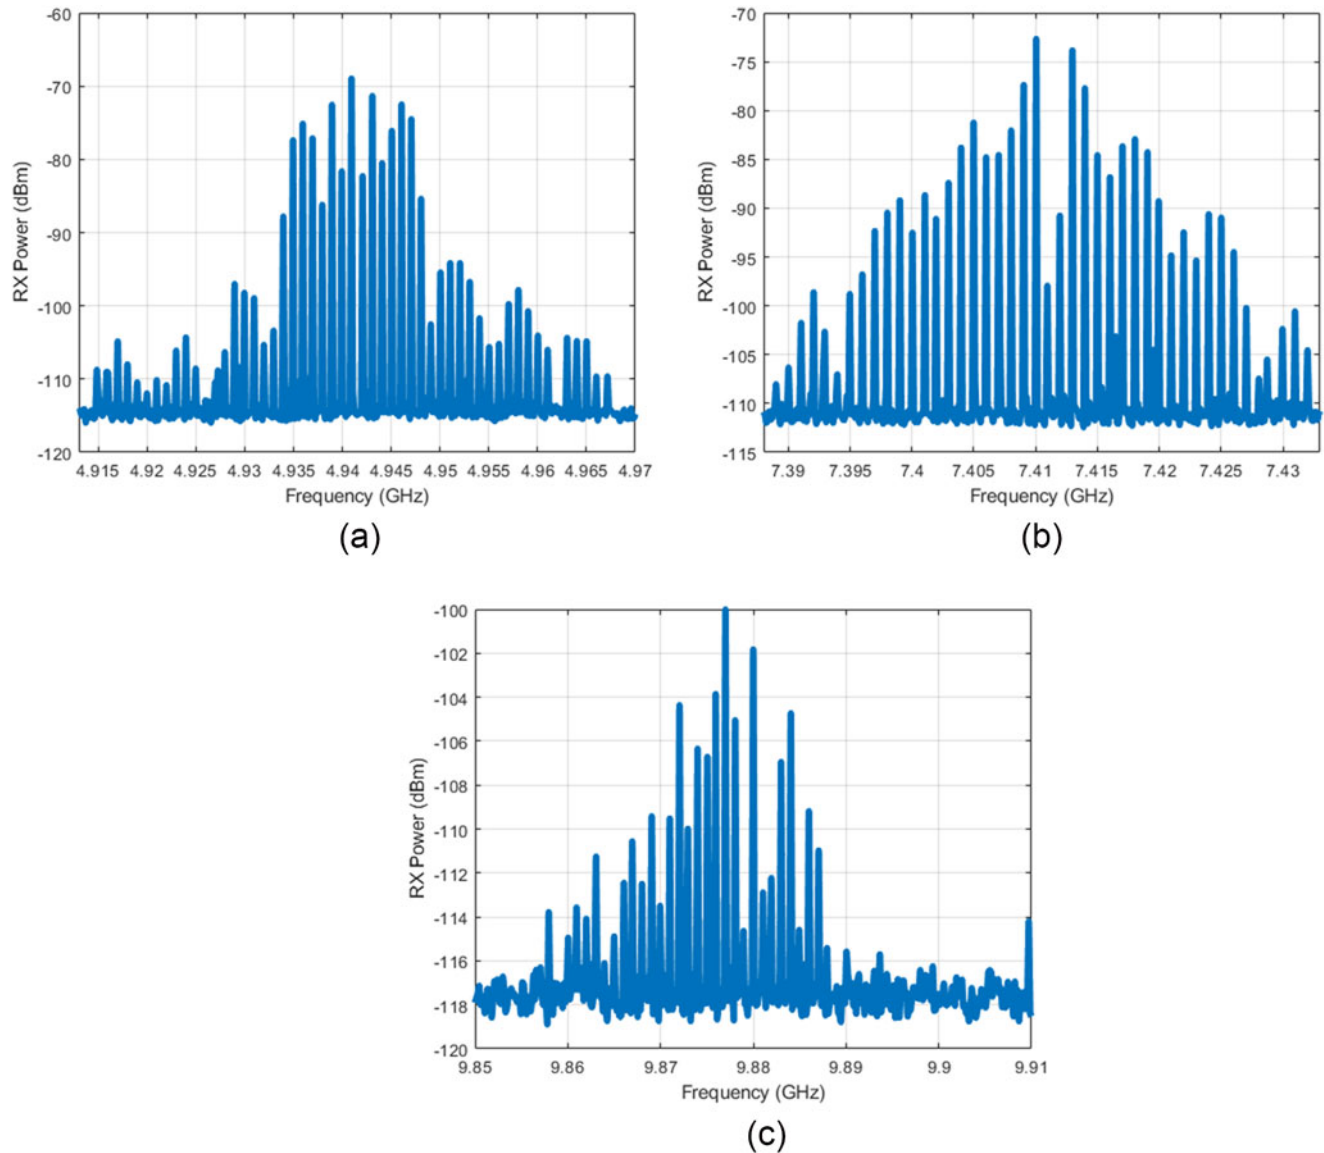 -60
-70
-80
-90
-100
-110
-120
RX Power (dBm)
4.915 4.92 4.925 4.93 4.935 4.94 4.945 4.95 4.955 4.96 4.965 4.97
Frequency (GHz)
(a)
-70
-75
-80
-85
-90
-95
-100
-105
-110
-115
RX Power (dBm)
7.39 7.395 7.4 7.405 7.41 7.415 7.42 7.425 7.43
Frequency (GHz)
(b)
-100
-102
-104
-106
-108
-110
-112
-114
-116
-118
-120
RX Power (dBm)
9.85 9.86 9.87 9.88 9.89 9.9 9.91
Frequency (GHz)
(c)